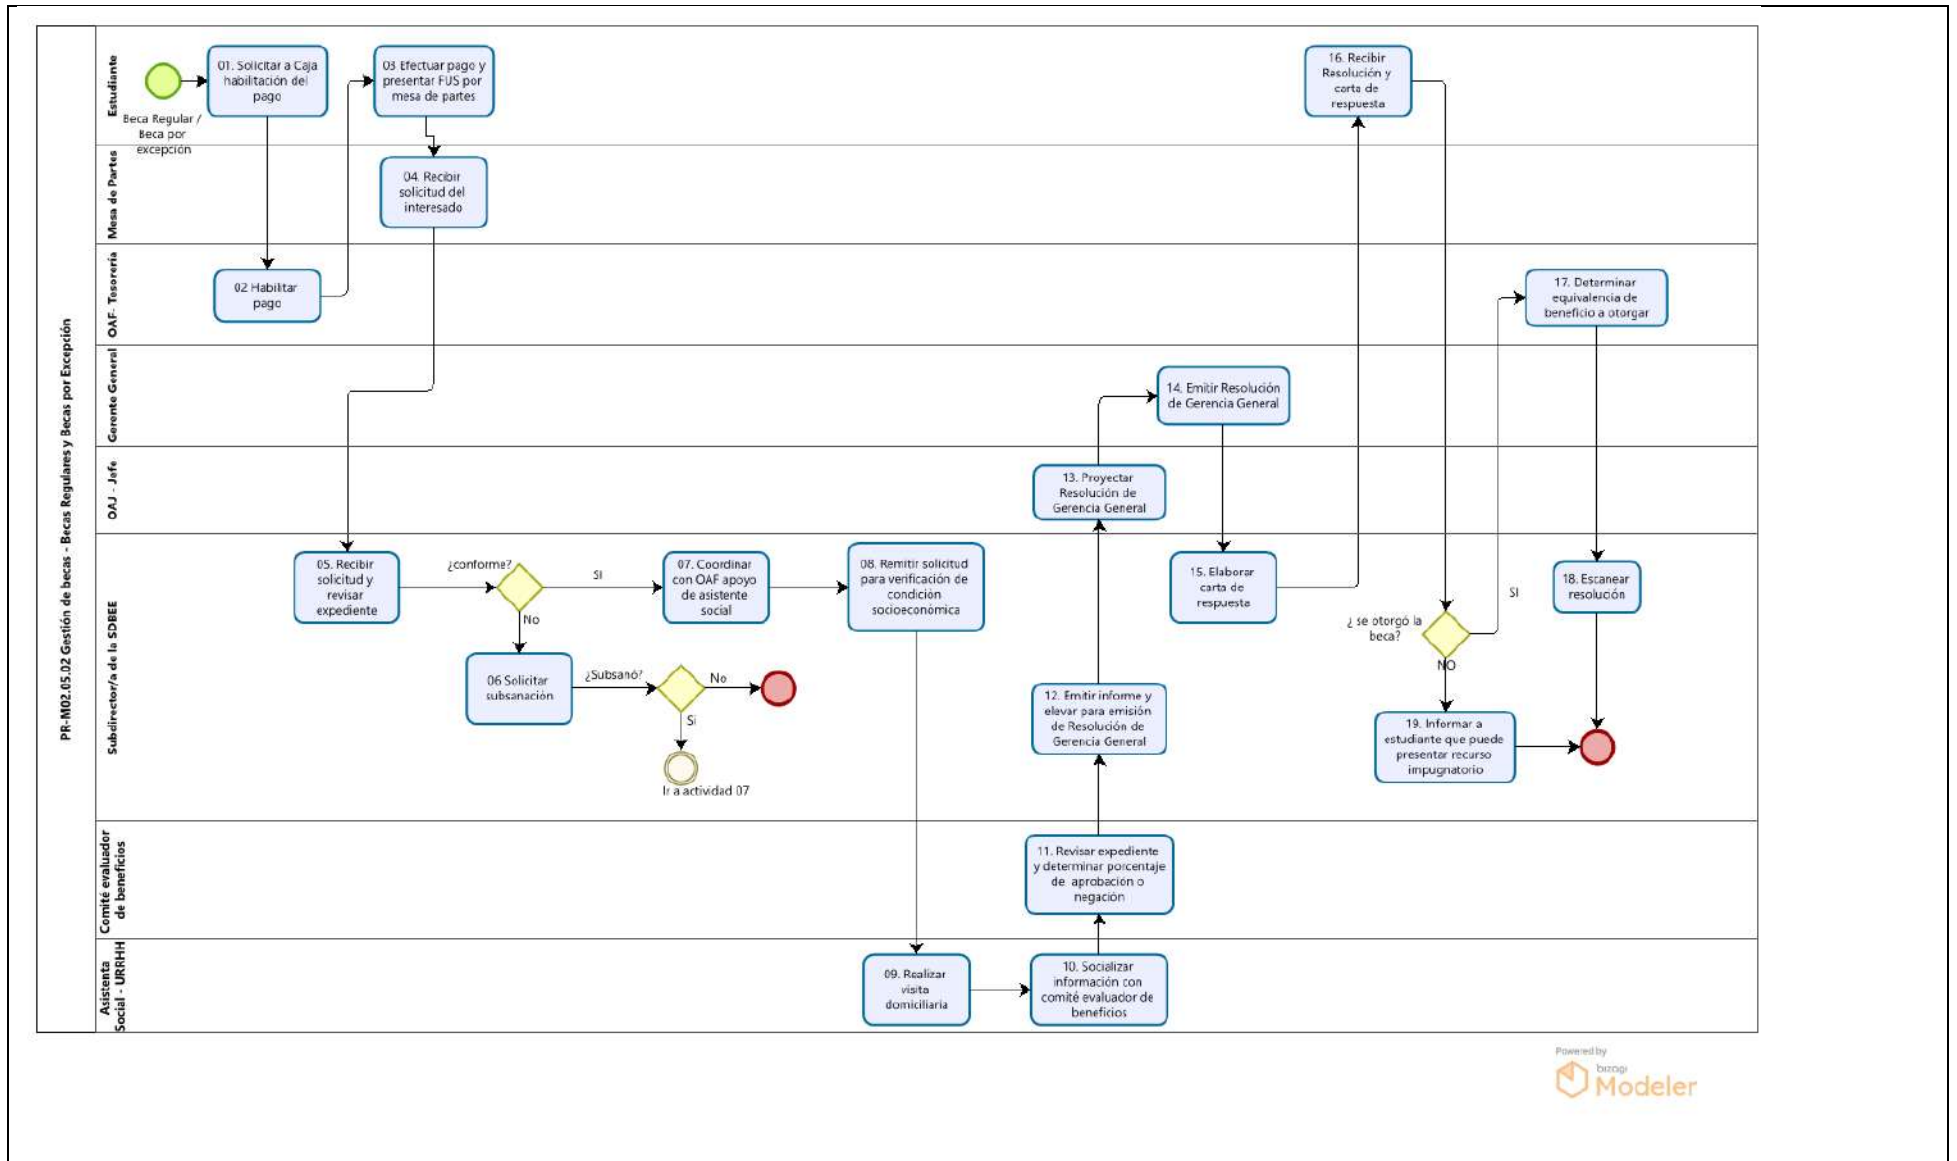 PR-M02.05.02 Gestión de becas - Becas Regulares y Becas por Excepción
Estudiante
Beca Regular /
Beca por
excepción
01. Solicitar a Caja
habilitación del
pago
03 Efectuar pago y
presentar FUS por
mesa de partes
16. Recibir
Resolución y
carta de
respuesta
Mesa de Partes
04. Recibir
solicitud del
interesado
OAF- Tesorería
02 Habilitar
pago
17. Determinar
equivalencia de
beneficio a otorgar
Gerente General
14. Emitir Resolución
de Gerencia General
OAJ - Jefe
13. Proyectar
Resolución de
Gerencia General
Subdirector/a de la SDBEE
05. Recibir
solicitud y
revisar
expediente
¿conforme?
SI
No
06 Solicitar
subsanación
¿Subsanó?
No
Si
Ir a actividad 07
07. Coordinar
con OAF apoyo
de asistente
social
08. Remitir solicitud
para verificación de
condición
socioeconómica
12. Emitir informe y
elevar para emisión
de Resolución de
Gerencia General
15. Elaborar
carta de
respuesta
¿ se otorgó la
beca?
SI
NO
18. Escanear
resolución
19. Informar a
estudiante que puede
presentar recurso
impugnatorio
Comité evaluador
de beneficios
11. Revisar expediente
y determinar porcentaje
de aprobación o
negación
Asistenta
Social - URRHH
09. Realizar
visita
domiciliaria
10. Socializar
información con
comité evaluador de
beneficios
Powered by
bizagi
Modeler